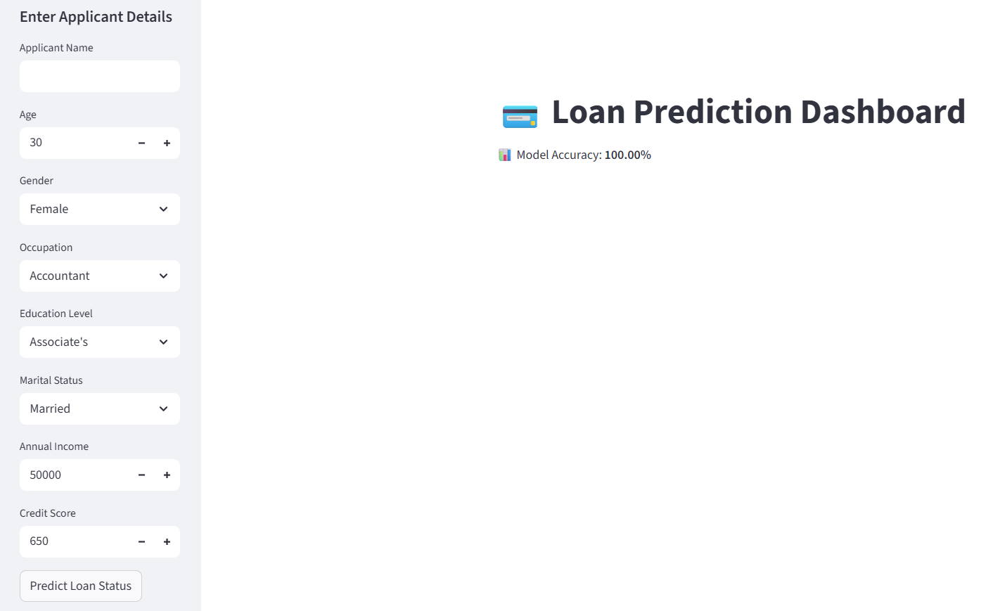 Enter Applicant Details
Applicant Name
Age
30
Gender
Female
Occupation
Accountant
Education Level
Associate's
Marital Status
Married
Annual Income
50000
Credit Score
650
Predict Loan Status
Loan Prediction Dashboard
Model Accuracy: 100.00%